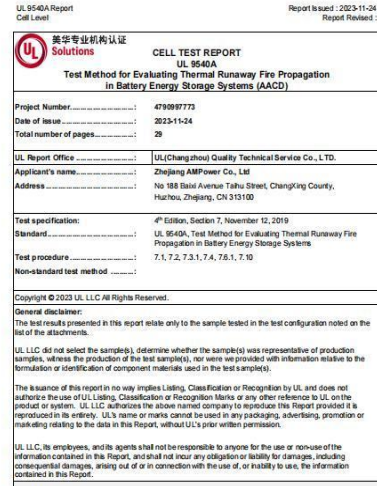 UL 9540A Report
Report Issued : 2023-11-24
Cell Level
Report Revised :
UL
美华专业机构认证
Solutions
CELL TEST REPORT
UL 9540A
Test Method for Evaluating Thermal Runaway Fire Propagation
in Battery Energy Storage Systems (AACD)
Project Number..............................: 4790997773
Date of issue..................................: 2023-11-24
Total number of pages....................: 29
UL Report Office ............................: UL(Changzhou) Quality Technical Service Co., LTD.
Applicant's name............................: Zhejiang AMPower Co., Ltd
Address..........................................: No 188 Baixi Avenue Taihu Street, ChangXing County,
Huzhou, Zhejiang, CN 313100
Test specification: 4th Edition, Section 7, November 12, 2019
Standard........................................: UL 9540A, Test Method for Evaluating Thermal Runaway Fire
Propagation in Battery Energy Storage Systems
Test procedure...............................: 7.1, 7.2, 7.3.1, 7.4, 7.6.1, 7.10
Non-standard test method ...........:
Copyright © 2023 UL LLC All Rights Reserved.
General disclaimer:
The test results presented in this report relate only to the sample tested in the test configuration noted on the
list of the attachments.
UL LLC did not select the sample(s), determine whether the sample(s) was representative of production
samples, witness the production of the test sample(s), nor were we provided with information relative to the
formulation or identification of component materials used in the test sample(s).
The issuance of this report in no way implies Listing, Classification or Recognition by UL and does not
authorize the use of UL Listing, Classification or Recognition Marks or any other reference to UL on the
product or system. UL LLC authorizes the above named company to reproduce this Report provided it is
reproduced in its entirety. UL's name or marks cannot be used in any packaging, advertising, promotion or
marketing relating to the data in this Report, without UL's prior written permission.
UL LLC, its employees, and its agents shall not be responsible to anyone for the use or non-use of the
information contained in this Report, and shall not incur any obligation or liability for damages, including
consequential damages, arising out of or in connection with the use of, or inability to use, the information
contained in this Report.